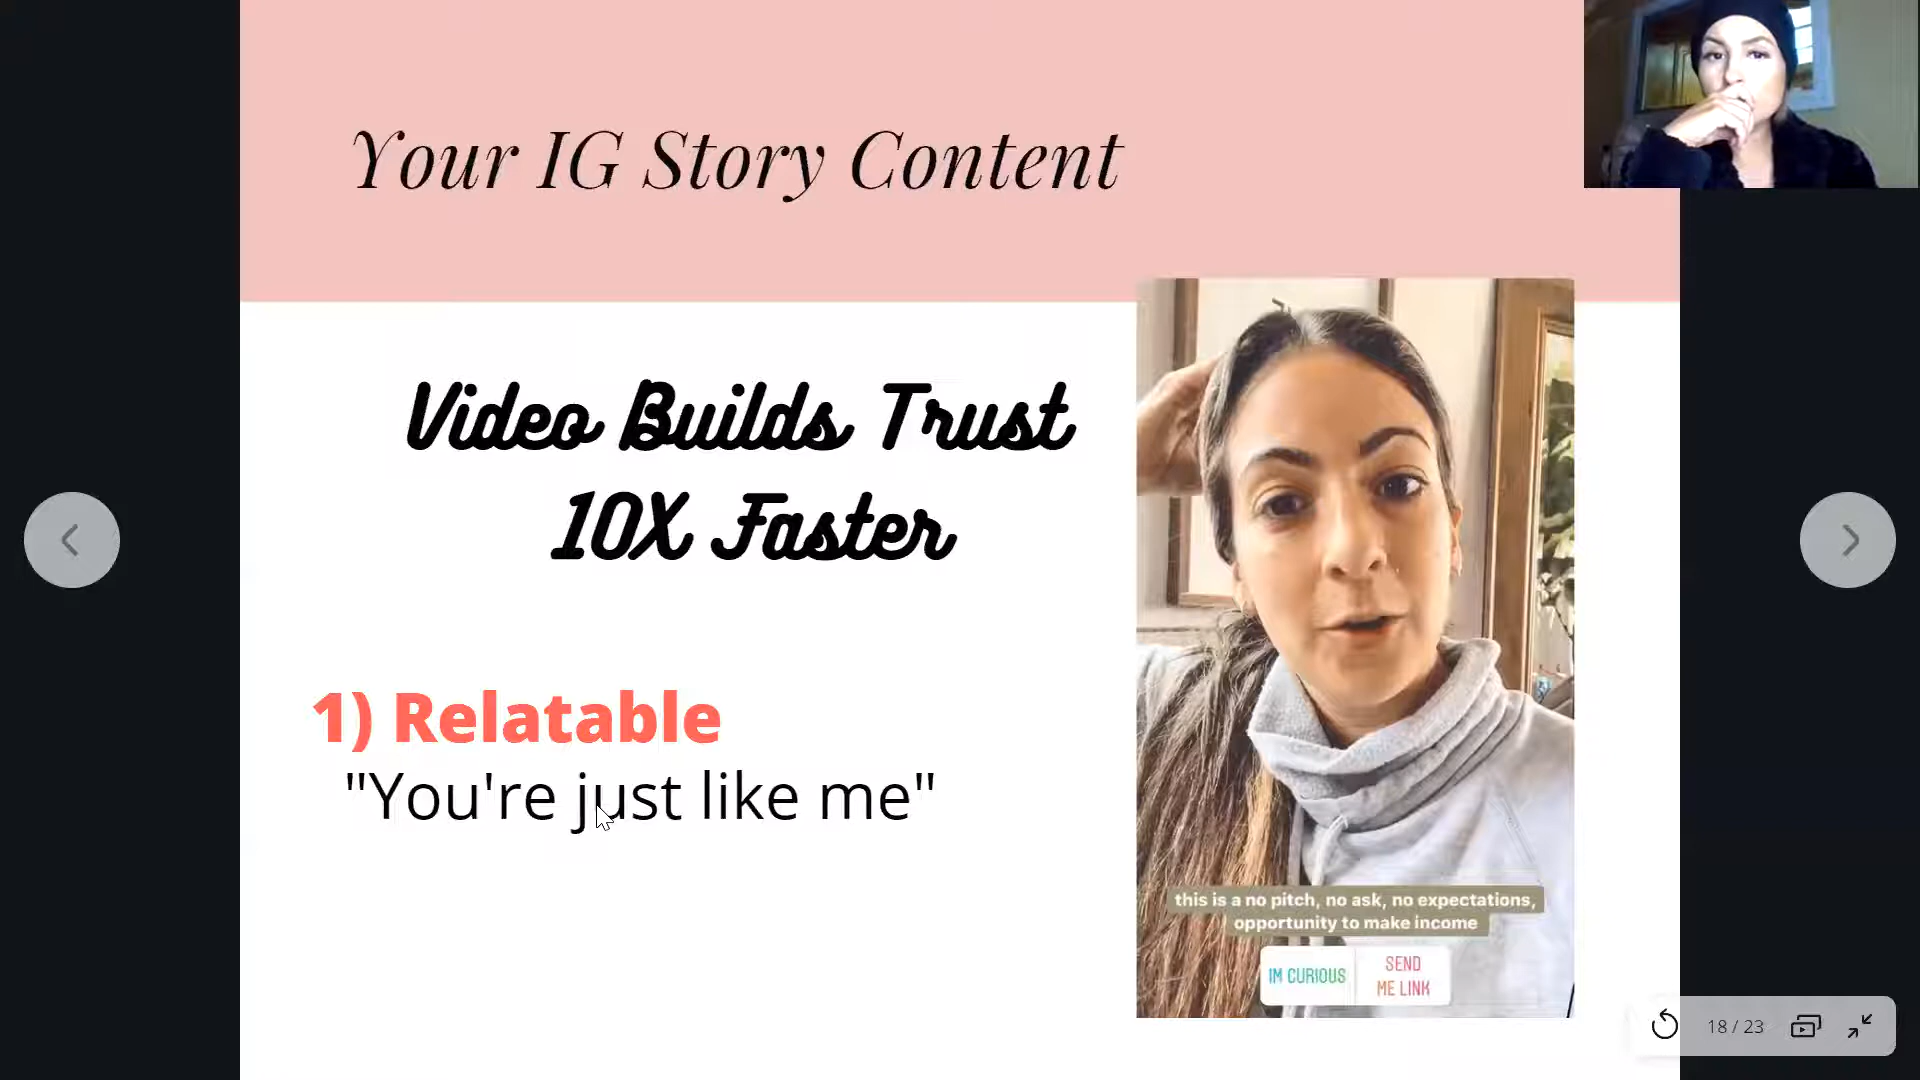 Your IG Story Content
Video Builds Trust
10X Faster
1) Relatable
"You're just like me"
this is a no pitch, no ask, no expectations,
opportunity to make income
IM CURIOUS
SEND
ME LINK
18 / 23